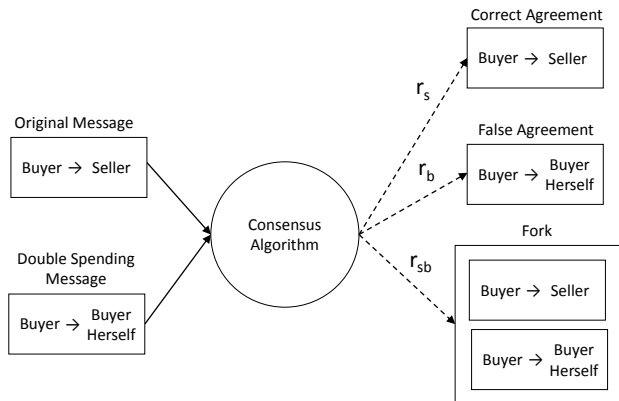 Original Message
Buyer → Seller
Double Spending
Message
Buyer → Buyer
Herself
Consensus
Algorithm
r_s
r_b
r_sb
Correct Agreement
Buyer → Seller
False Agreement
Buyer → Buyer
Herself
Fork
Buyer → Seller
Buyer → Buyer
Herself